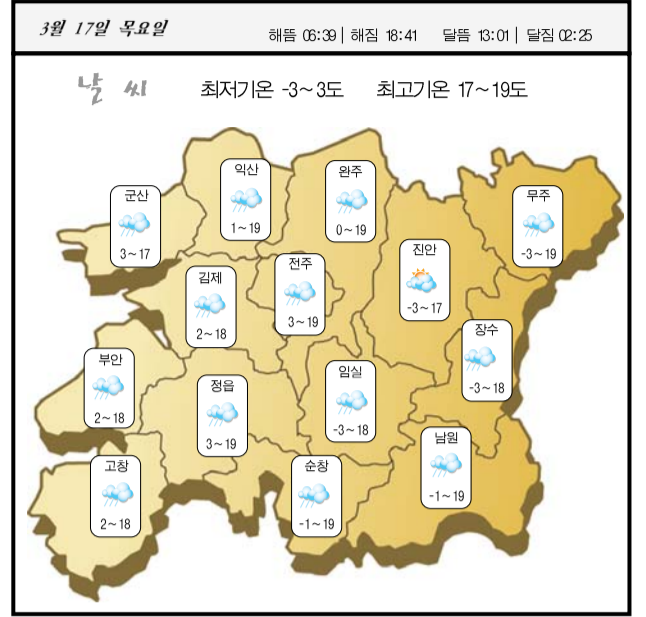 3월 17일 목요일
해뜸 06:39| 해짐 18:41 달뜸 13:01| 달짐 02:25
날 씨 최저기온 -3~3도 최고기온 17~19도
익산
1~19
완주
0~19
군산
3~17
무주
-3~19
진안
-3~17
전주
3~19
김제
2~18
장수
-3~18
부안
2~18
임실
-3~18
정읍
3~19
남원
-1~19
고창
2~18
순창
-1~19